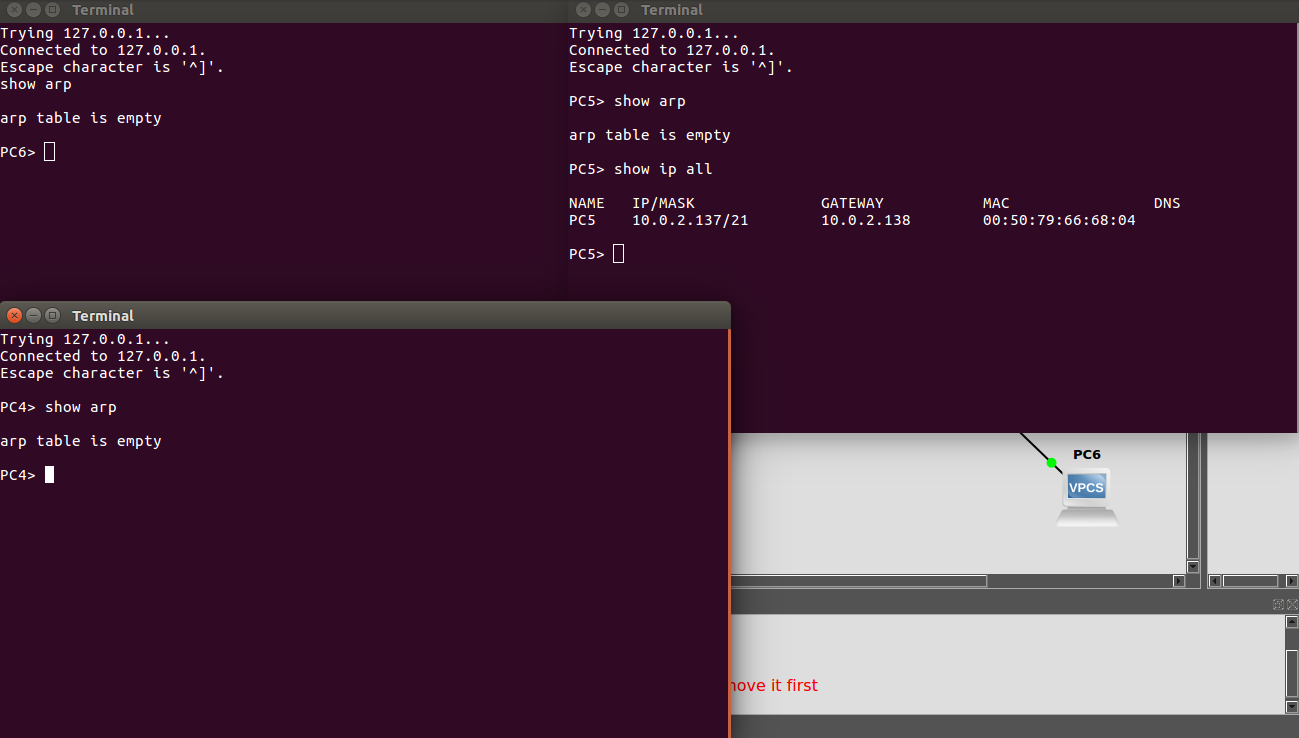 Terminal
Trying 127.0.0.1...
Connected to 127.0.0.1.
Escape character is '^]'.
show arp
arp table is empty
PC6>
Terminal
Trying 127.0.0.1...
Connected to 127.0.0.1.
Escape character is '^]'.
PC5> show arp
arp table is empty
PC5> show ip all
NAME IP/MASK GATEWAY MAC DNS
PC5 10.0.2.137/21 10.0.2.138 00:50:79:66:68:04
PC5>
Terminal
Trying 127.0.0.1...
Connected to 127.0.0.1.
Escape character is '^]'.
PC4> show arp
arp table is empty
PC4>
PC6
VPCS
it first